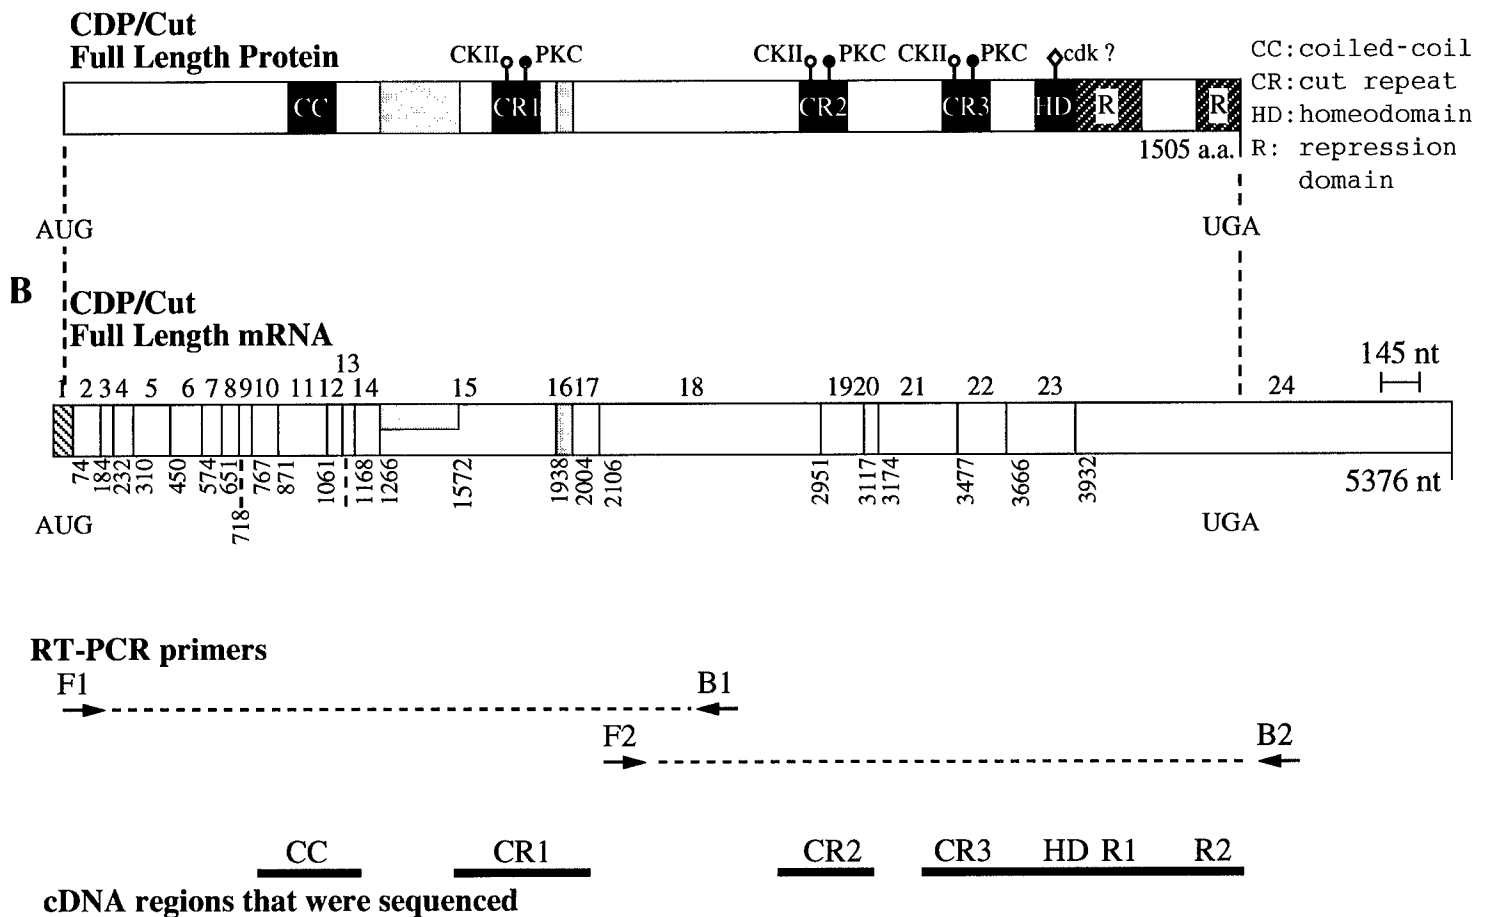 CDP/Cut
Full Length Protein
CKII PKC CKII PKC CKII PKC cdk ?
CC CR1 CR2 CR3 HD R R
1505 a.a.
CC:coiled-coil
CR:cut repeat
HD:homeodomain
R: repression
domain
AUG UGA
B
CDP/Cut
Full Length mRNA
145 nt
1 2 3 4 5 6 7 8 9 10 11 12 13 14 15 16 17 18 19 20 21 22 23 24
74 184 232 310 450 574 651 718 767 871 1061 1168 1266 1572 1938 2004 2106 2951 3117 3174 3477 3666 3932
5376 nt
AUG UGA
RT-PCR primers
F1 B1
F2 B2
CC CR1 CR2 CR3 HD R1 R2
cDNA regions that were sequenced